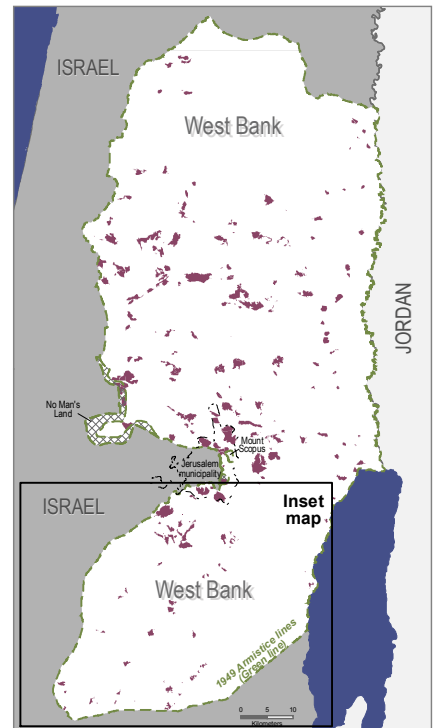 ISRAEL
West Bank
JORDAN
No Man's
Land
Mount
Scopus
Jerusalem
municipality
ISRAEL
Inset
map
West Bank
1949 Armistice lines
(Green line)
0 5 10
Kilometers